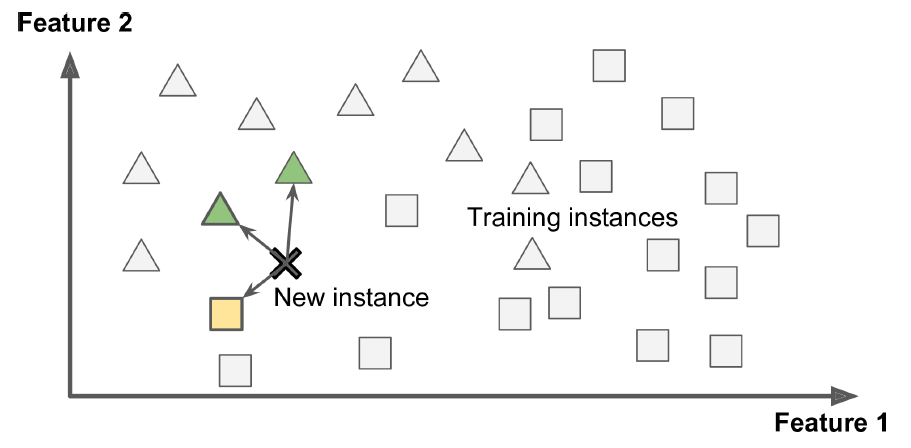 Feature 2
Training instances
New instance
Feature 1